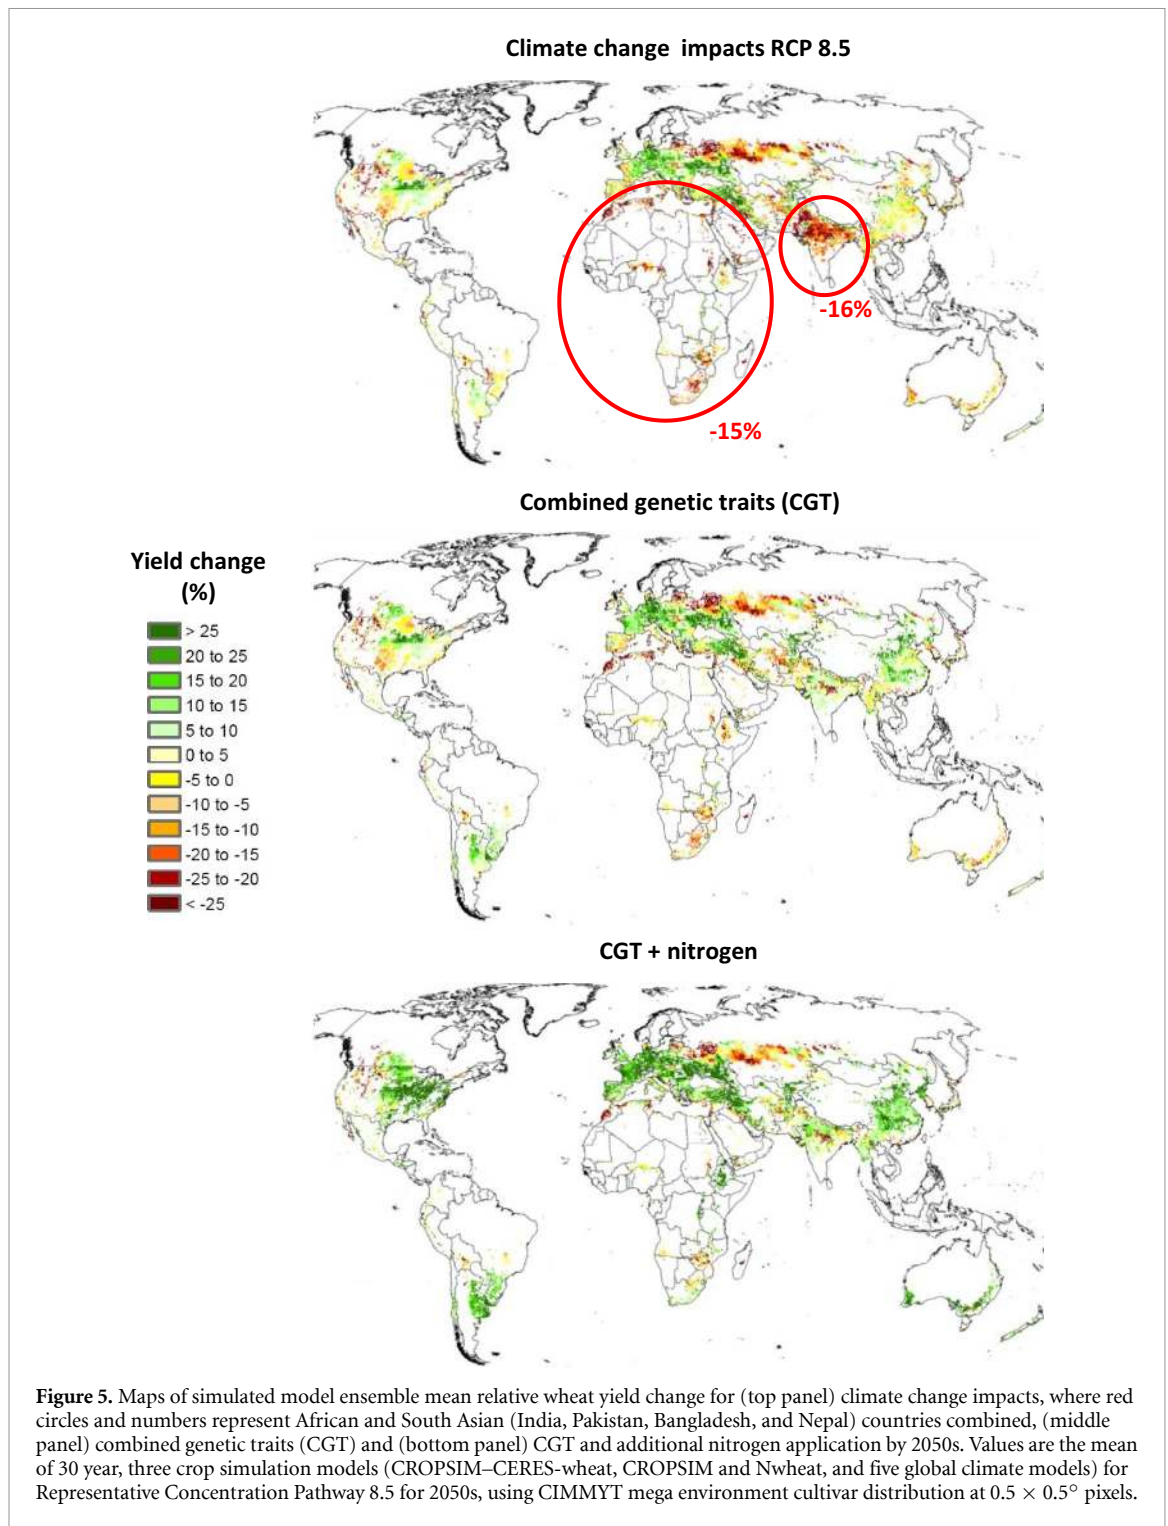 Climate change impacts RCP 8.5
-16%
-15%
Combined genetic traits (CGT)
Yield change
(%)
> 25
20 to 25
15 to 20
10 to 15
5 to 10
0 to 5
-5 to 0
-10 to -5
-15 to -10
-20 to -15
-25 to -20
< -25
CGT + nitrogen
Figure 5. Maps of simulated model ensemble mean relative wheat yield change for (top panel) climate change impacts, where red
circles and numbers represent African and South Asian (India, Pakistan, Bangladesh, and Nepal) countries combined, (middle
panel) combined genetic traits (CGT) and (bottom panel) CGT and additional nitrogen application by 2050s. Values are the mean
of 30 year, three crop simulation models (CROPSIM–CERES-wheat, CROPSIM and Nwheat, and five global climate models) for
Representative Concentration Pathway 8.5 for 2050s, using CIMMYT mega environment cultivar distribution at 0.5 × 0.5° pixels.